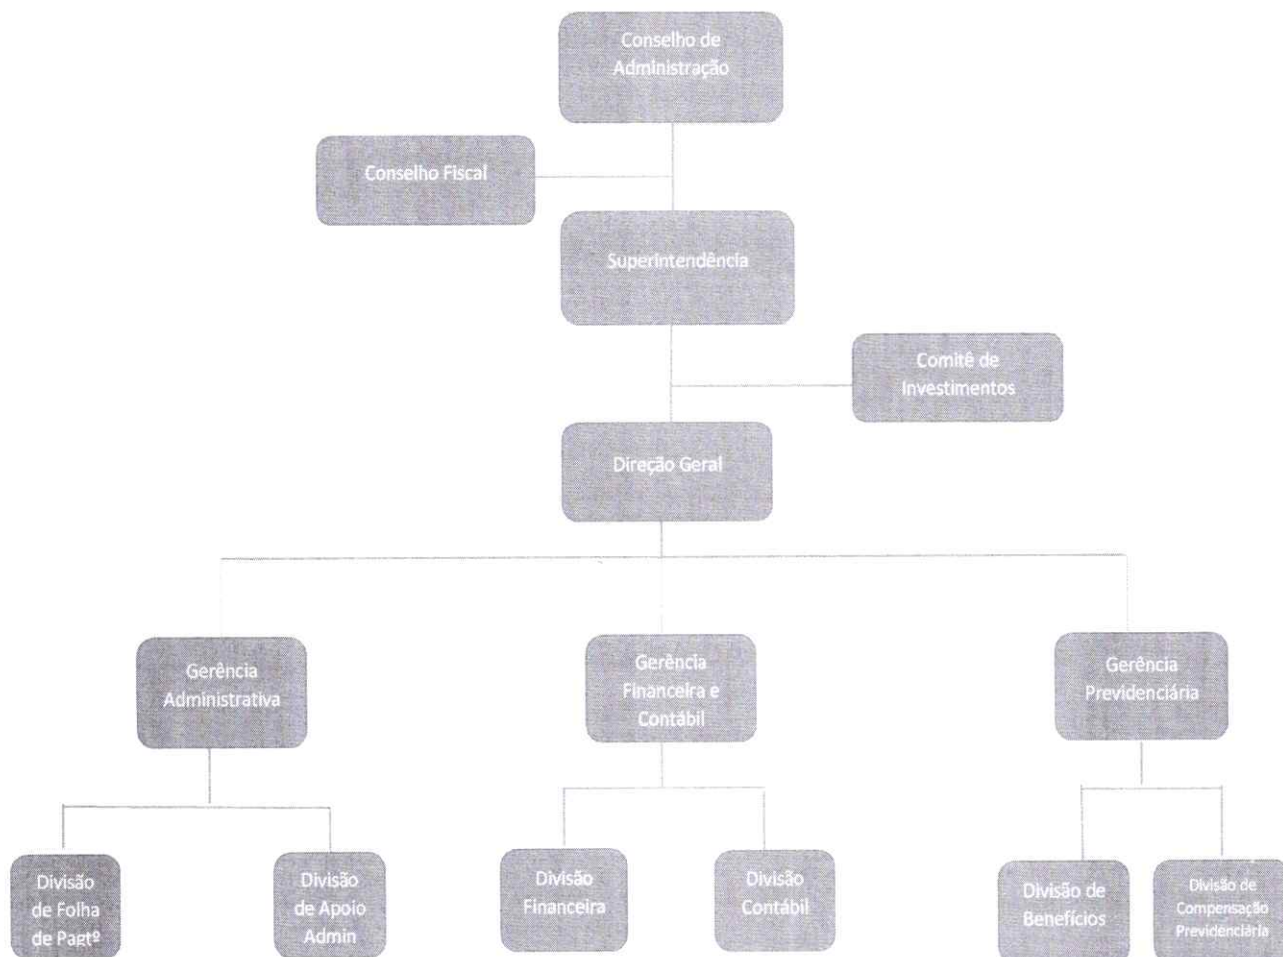 Conselho de
Administração
Conselho Fiscal
Superintendência
Comitê de
Investimentos
Direção Geral
Gerência
Administrativa
Gerência
Financeira e
Contábil
Gerência
Previdenciária
Divisão
de Folha
de Pagtº
Divisão
de Apoio
Admin
Divisão
Financeira
Divisão
Contábil
Divisão de
Benefícios
Divisão de
Compensação
Previdenciária